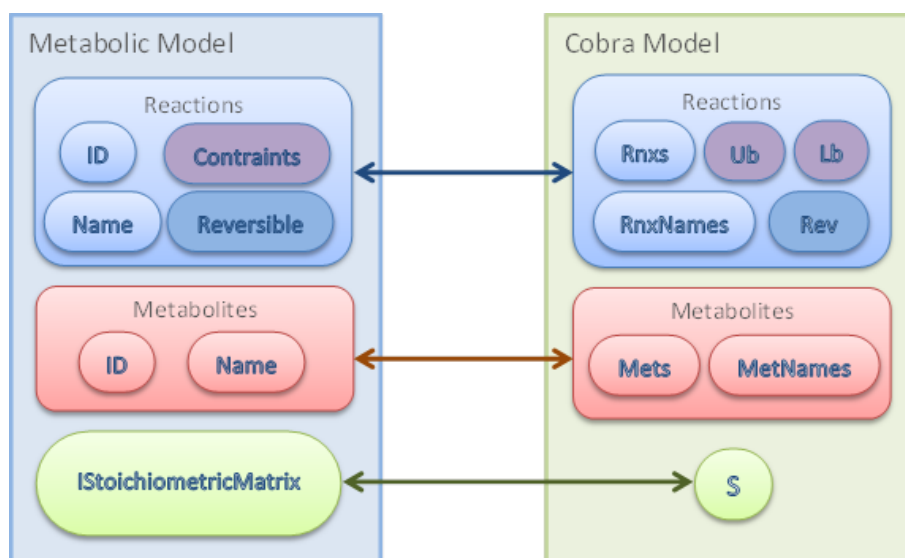 Metabolic Model
Reactions
ID
Contraints
Name
Reversible
Metabolites
ID
Name
IStoichiometricMatrix
Cobra Model
Reactions
Rnxs
Ub
Lb
RnxNames
Rev
Metabolites
Mets
MetNames
S